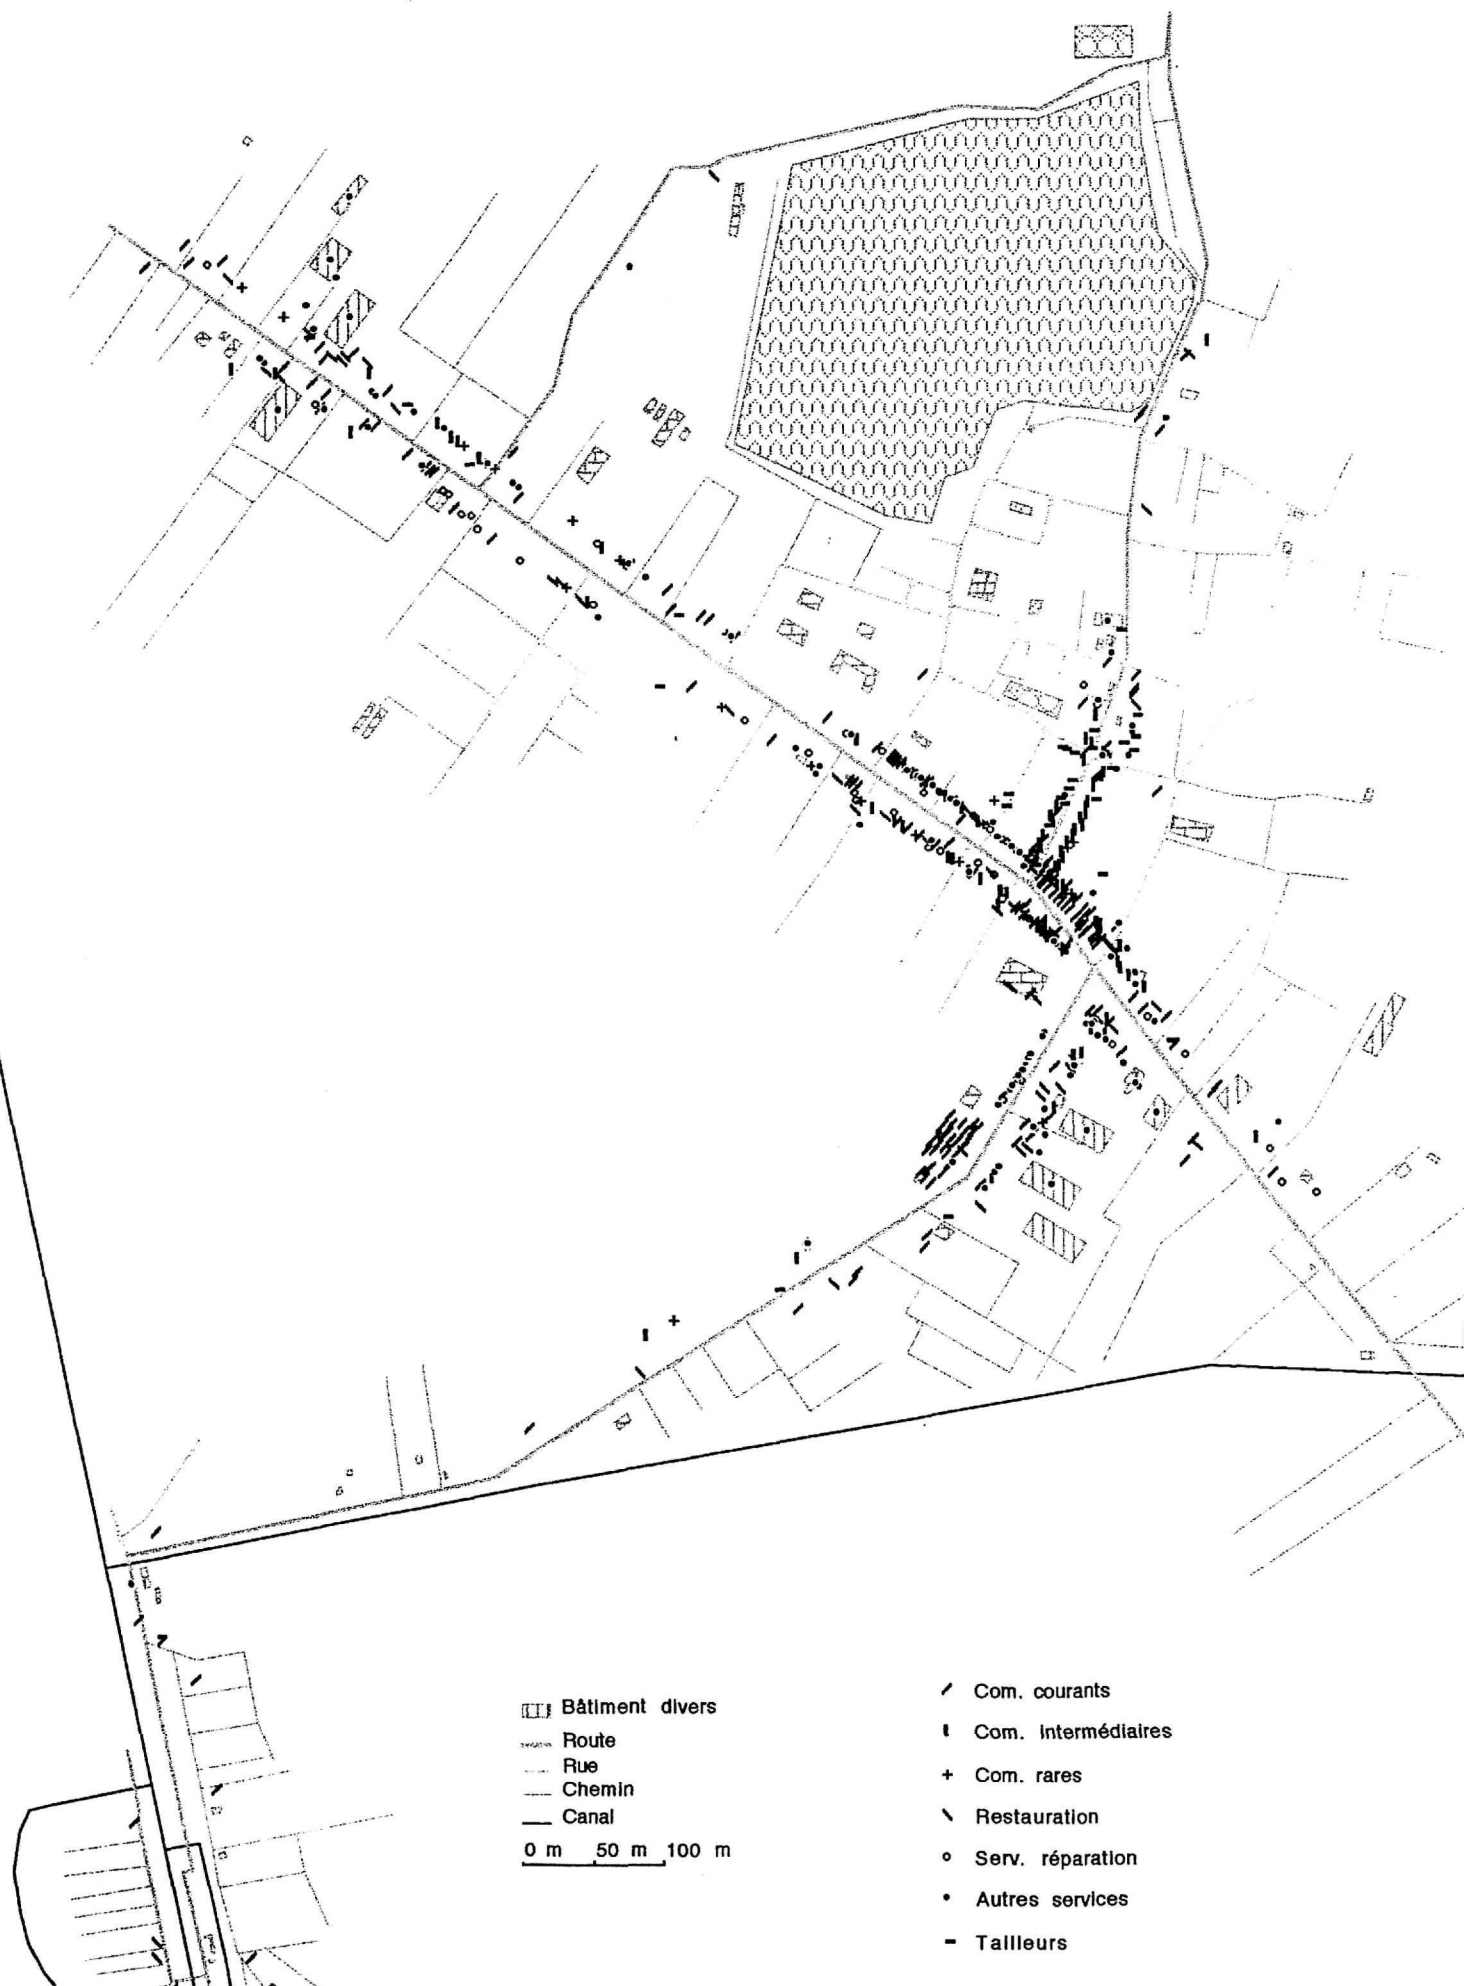 Bâtiment divers
Route
Rue
Chemin
Canal
0 m 50 m 100 m
Com. courants
Com. Intermédiaires
Com. rares
Restauration
Serv. réparation
Autres services
Tailleurs